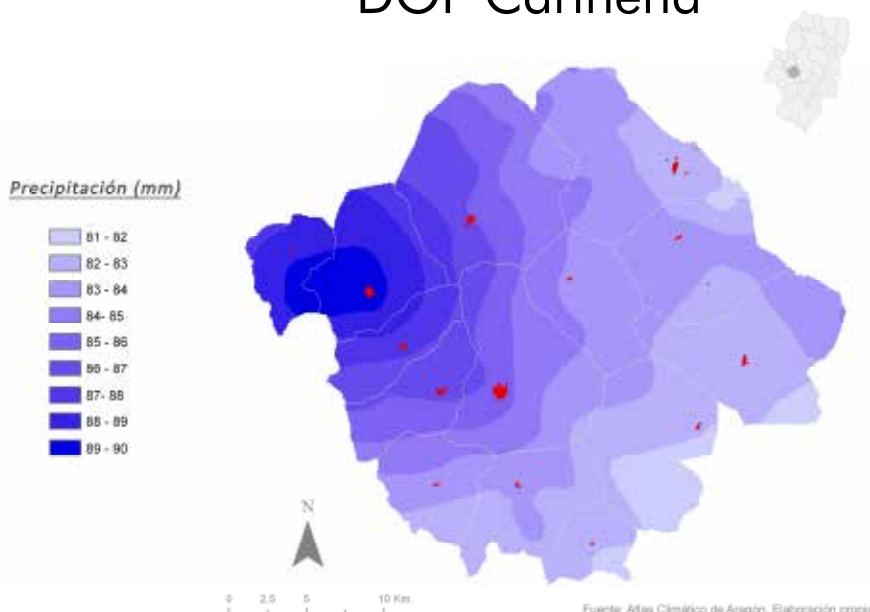 DOP Cariñena
Precipitación (mm)
81 - 82
82 - 83
83 - 84
84- 85
85 - 86
86 - 87
87- 88
88 - 89
89 - 90
N
0 2,5 5 10 Km.
Fuente: Atlas Climático de Aragón. Elaboración propia